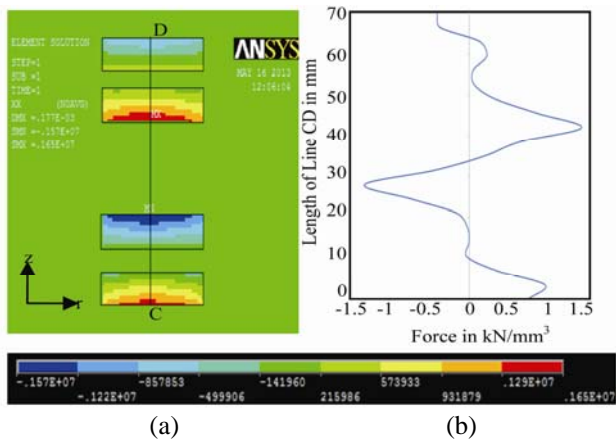 D
ELEMENT SOLUTION
STEP=1
SUB =1
TIME=1
XX (NOAVG)
DMX =.177E-03
SMN =-.157E+07
SMX =.165E+07
ANSYS
MAY 16 2013
12:06:04
MX
MI
z
r
C
-.157E+07 -857853 -141960 573933 .129E+07
-.122E+07 -499906 215986 931879 .165E+07
(a)
Length of Line CD in mm
70
60
50
40
30
20
10
0
-1.5 -1 -0.5 0 0.5 1 1.5
Force in kN/mm³
(b)